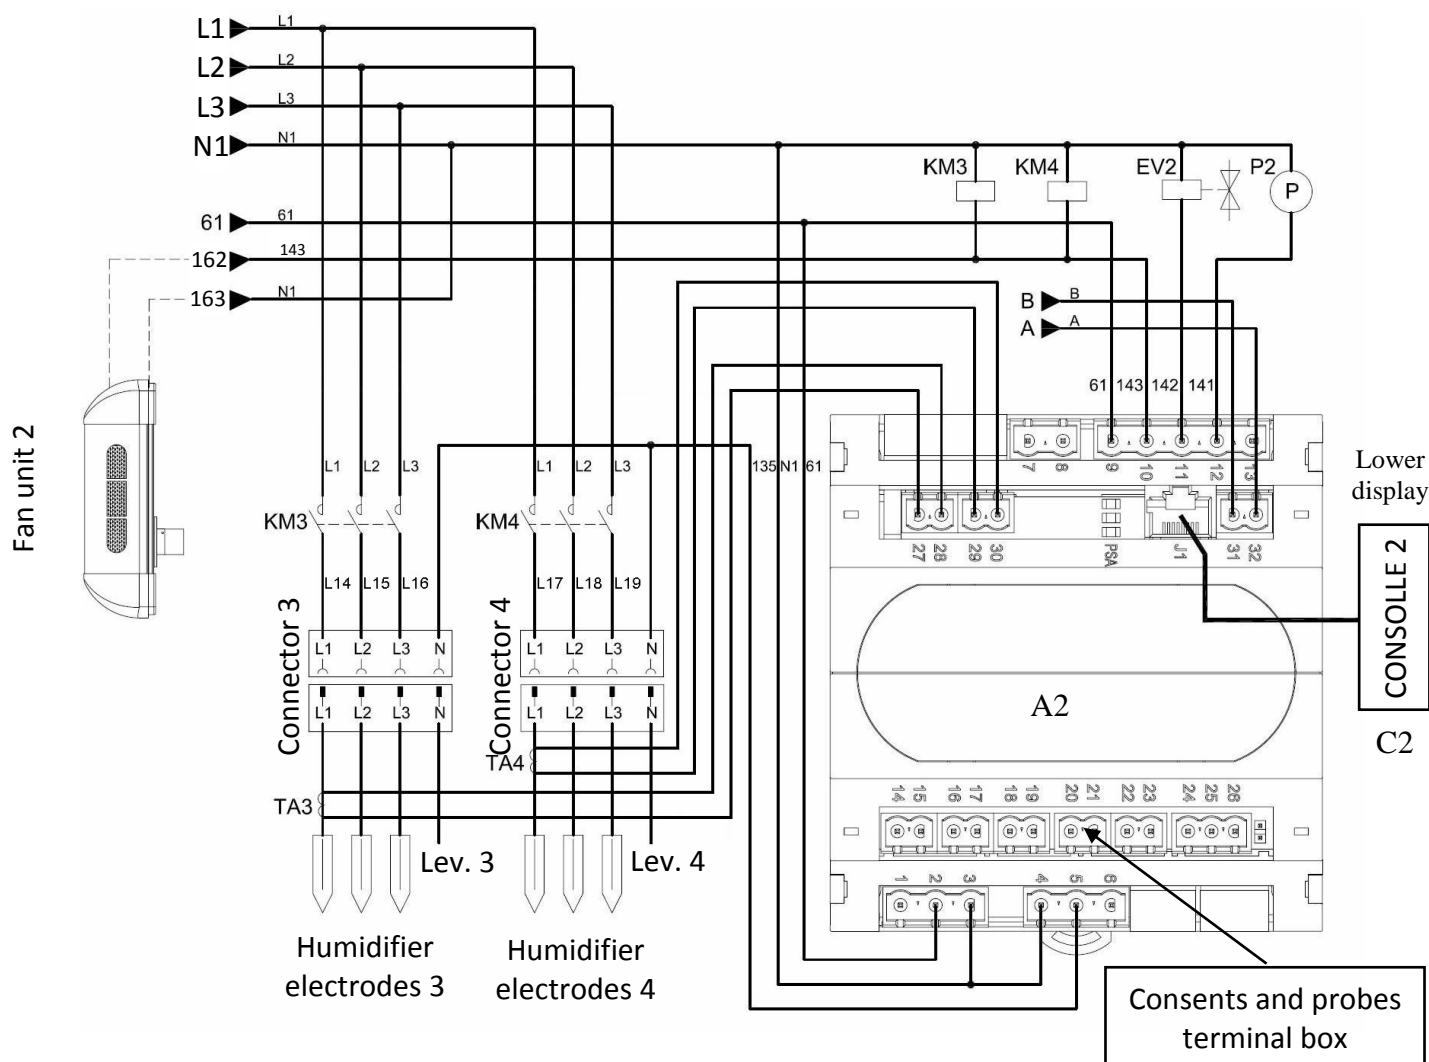 L1 L1
L2 L2
L3 L3
N1 N1
KM3 KM4 EV2 P2
P
61 61
162 143
163 N1
B B
A A
61 143 142 141
Fan unit 2
L1 L2 L3 L1 L2 L3 135 N1 61
7 8 9 10 11 12 13
Lower
display
KM3 KM4
27 28 29 30 PSA J1 31 32
L14 L15 L16 L17 L18 L19
Connector 3
L1 L2 L3 N
L1 L2 L3 N
Connector 4
L1 L2 L3 N
L1 L2 L3 N
CONSOLLE 2
C2
A2
TA4
TA3
14 15 16 17 18 19 20 21 22 23 24 25 26
Lev. 3 Lev. 4
1 2 3 4 5 6
Humidifier
electrodes 3
Humidifier
electrodes 4
Consents and probes
terminal box